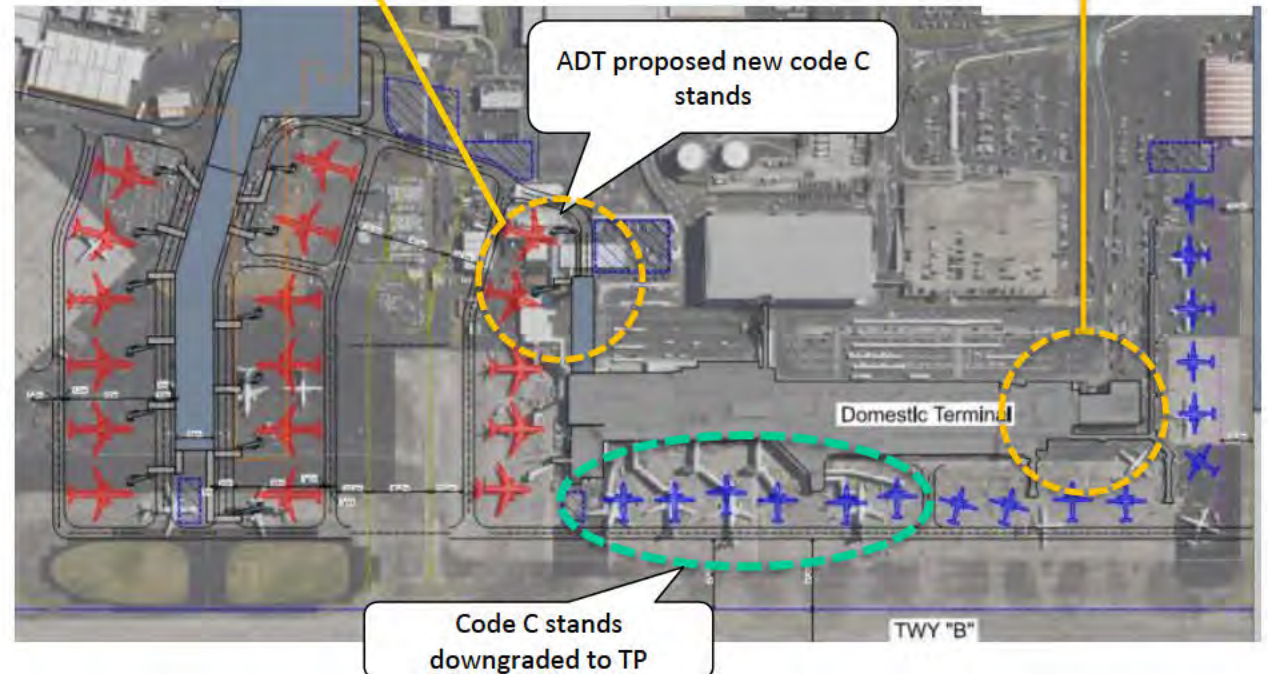 ADT proposed new code C
stands
Domestic Terminal
Code C stands
downgraded to TP
TWY "B"